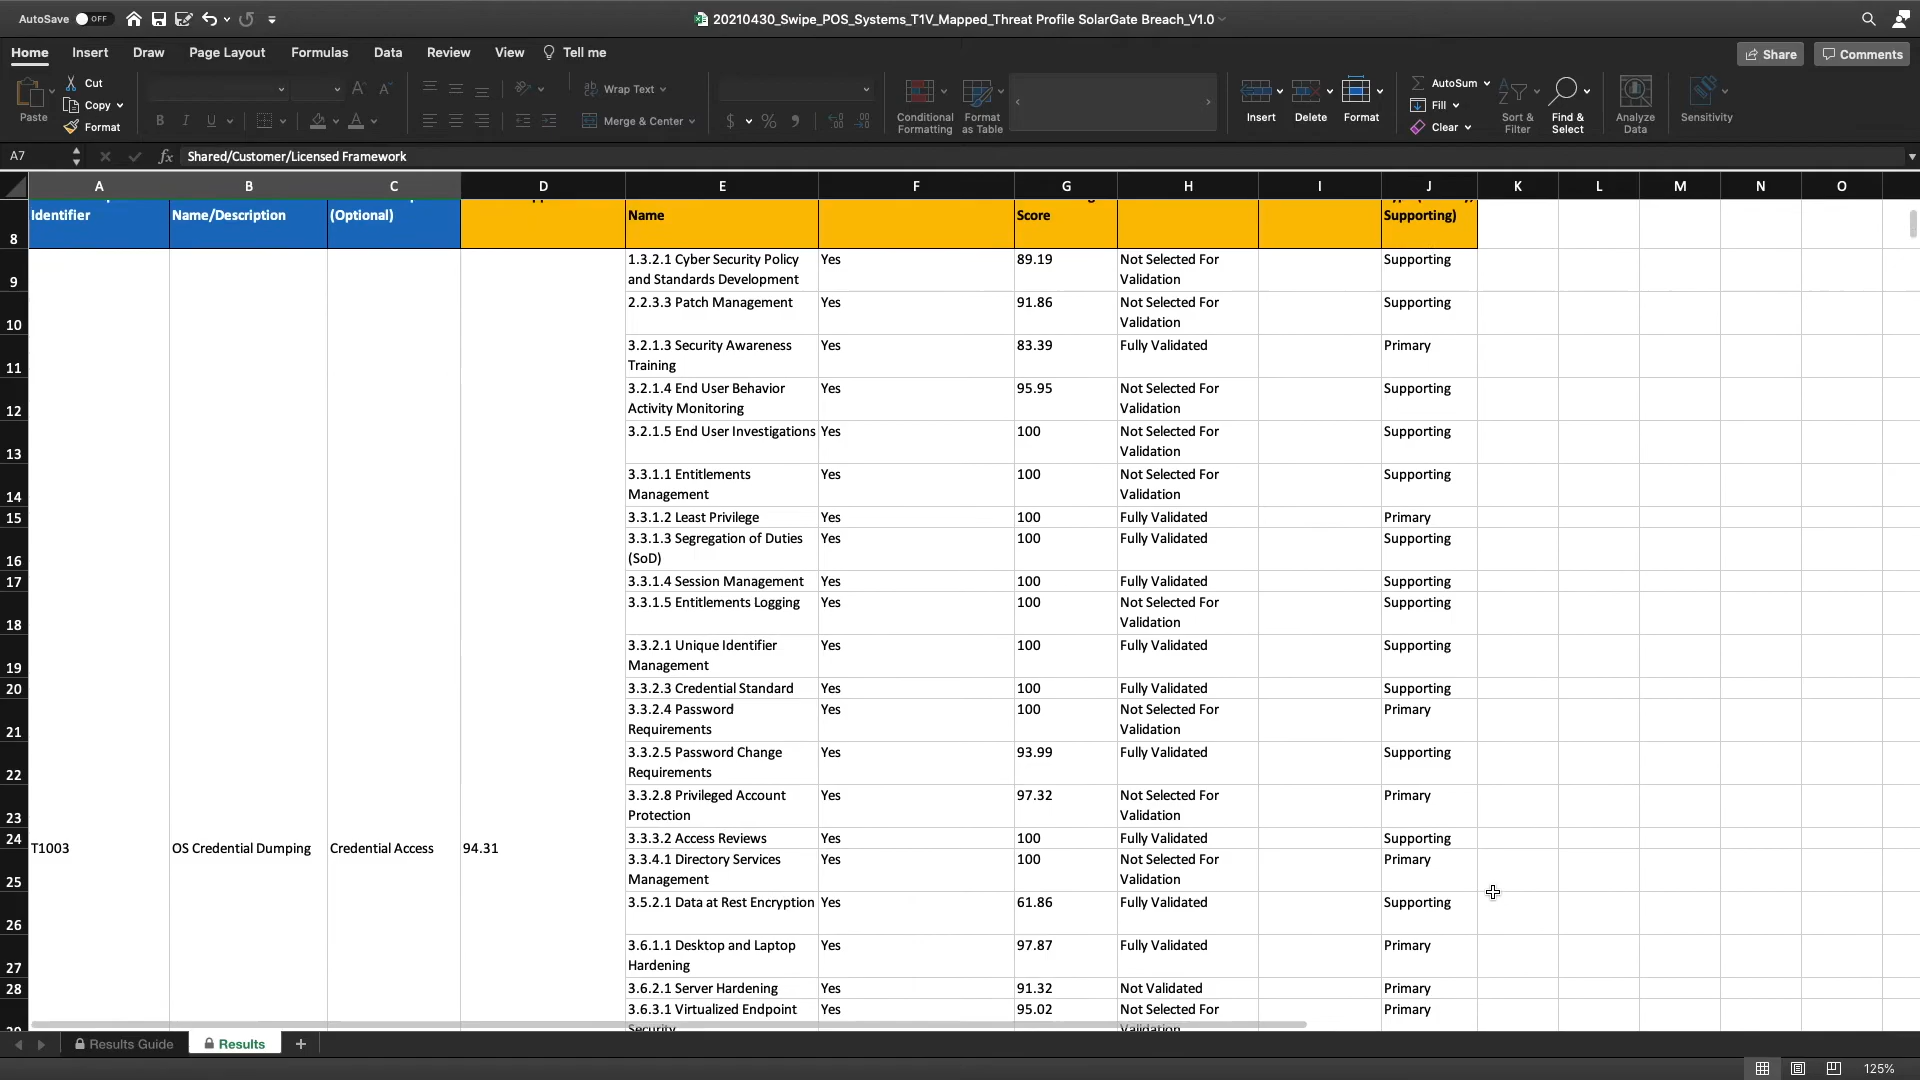 AutoSave OFF
20210430_Swipe_POS_Systems_T1V_Mapped_Threat Profile SolarGate Breach_V1.0
Home Insert Draw Page Layout Formulas Data Review View Tell me
Share Comments
Paste
Cut
Copy
Format
B I U
Wrap Text
Merge & Center
$ %
Conditional
Formatting
Format
as Table
Insert
Delete
Format
AutoSum
Fill
Clear
Sort &
Filter
Find &
Select
Analyze
Data
Sensitivity
A7 fx Shared/Customer/Licensed Framework
A B C D E F G H I J K L M N O
8 Identifier Name/Description (Optional) Name Score Supporting)
9 1.3.2.1 Cyber Security Policy and Standards Development Yes 89.19 Not Selected For Validation Supporting
10 2.2.3.3 Patch Management Yes 91.86 Not Selected For Validation Supporting
11 3.2.1.3 Security Awareness Training Yes 83.39 Fully Validated Primary
12 3.2.1.4 End User Behavior Activity Monitoring Yes 95.95 Not Selected For Validation Supporting
13 3.2.1.5 End User Investigations Yes 100 Not Selected For Validation Supporting
14 3.3.1.1 Entitlements Management Yes 100 Not Selected For Validation Supporting
15 3.3.1.2 Least Privilege Yes 100 Fully Validated Primary
16 3.3.1.3 Segregation of Duties (SoD) Yes 100 Fully Validated Supporting
17 3.3.1.4 Session Management Yes 100 Fully Validated Supporting
18 3.3.1.5 Entitlements Logging Yes 100 Not Selected For Validation Supporting
19 3.3.2.1 Unique Identifier Management Yes 100 Fully Validated Supporting
20 3.3.2.3 Credential Standard Yes 100 Fully Validated Supporting
21 3.3.2.4 Password Requirements Yes 100 Not Selected For Validation Primary
22 3.3.2.5 Password Change Requirements Yes 93.99 Fully Validated Supporting
23 3.3.2.8 Privileged Account Protection Yes 97.32 Not Selected For Validation Primary
24 3.3.3.2 Access Reviews Yes 100 Fully Validated Supporting
T1003 OS Credential Dumping Credential Access 94.31
25 3.3.4.1 Directory Services Management Yes 100 Not Selected For Validation Primary
26 3.5.2.1 Data at Rest Encryption Yes 61.86 Fully Validated Supporting
27 3.6.1.1 Desktop and Laptop Hardening Yes 97.87 Fully Validated Primary
28 3.6.2.1 Server Hardening Yes 91.32 Not Validated Primary
3.6.3.1 Virtualized Endpoint Security Yes 95.02 Not Selected For Validation Primary
Results Guide Results +
125%